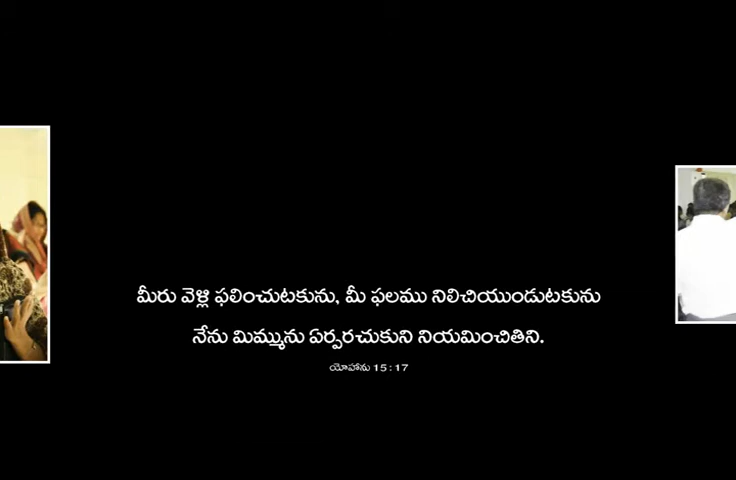 మీరు వెళ్లి ఫలించుటకును, మీ ఫలము నిలిచియుండుటకును
నేను మిమ్మును ఏర్పరచుకుని నియమించితిని.
యోహాను 15 : 17